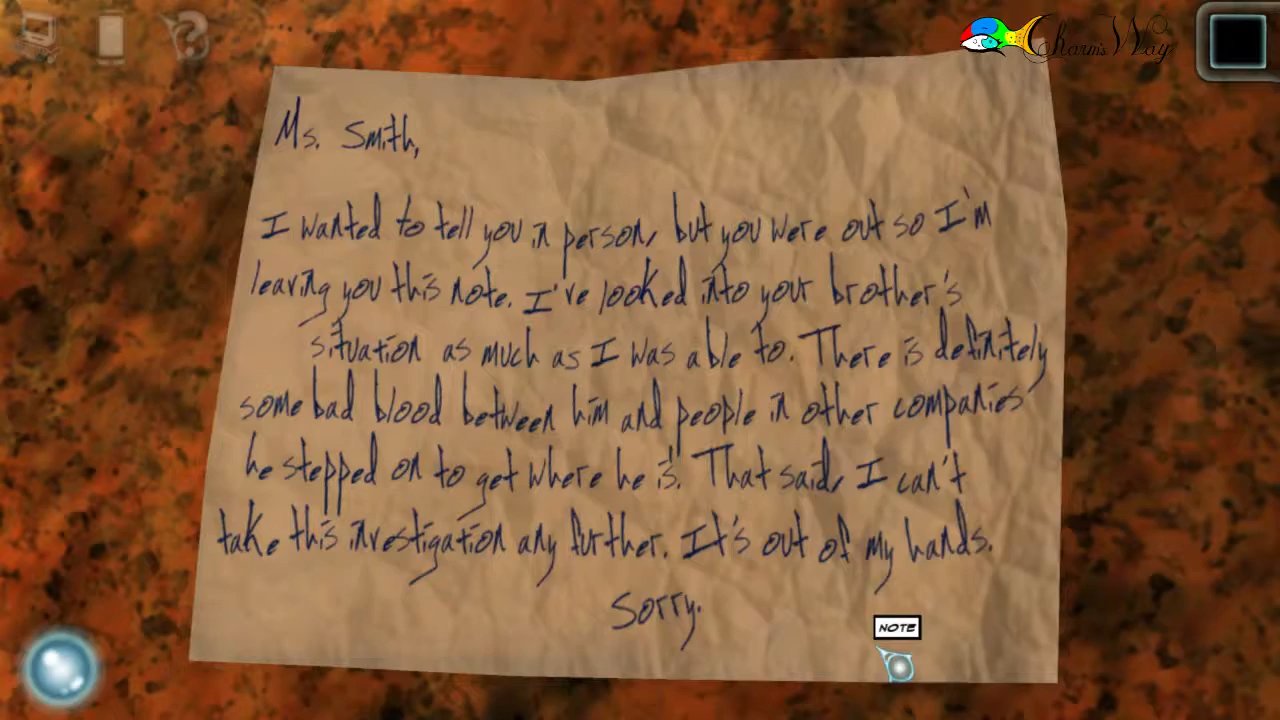 Charm's Way
Ms. Smith,
I wanted to tell you in person, but you were out so I'm
leaving you this note. I've looked into your brother's
situation as much as I was able to. There is definitely
some bad blood between him and people in other companies
he stepped on to get where he is. That said, I can't
take this investigation any further. It's out of my hands.
Sorry.
NOTE